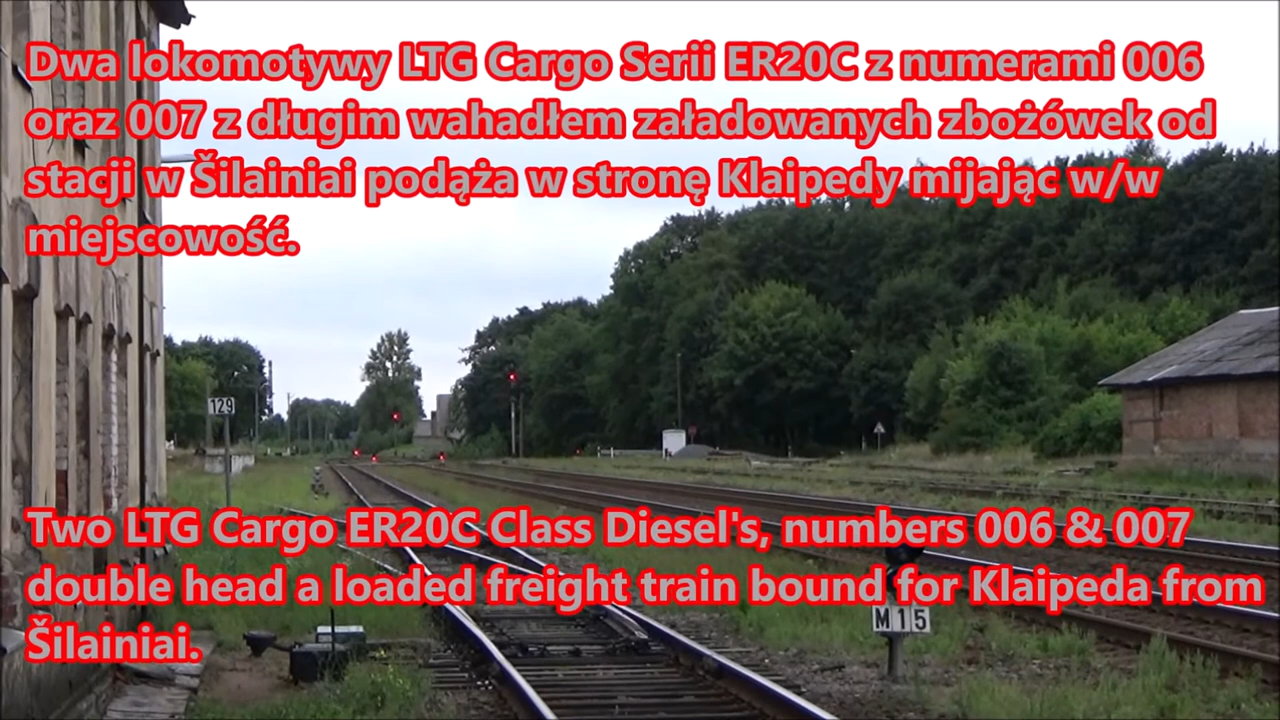 Dwa lokomotywy LTG Cargo Serii ER20C z numerami 006
oraz 007 z długim wahadłem załadowanych zbożówek od
stacji w Šilainiai podąża w stronę Klaipedy mijając w/w
miejscowość.
129
Two LTG Cargo ER20C Class Diesel's, numbers 006 & 007
double head a loaded freight train bound for Klaipeda from
M15
Šilainiai.